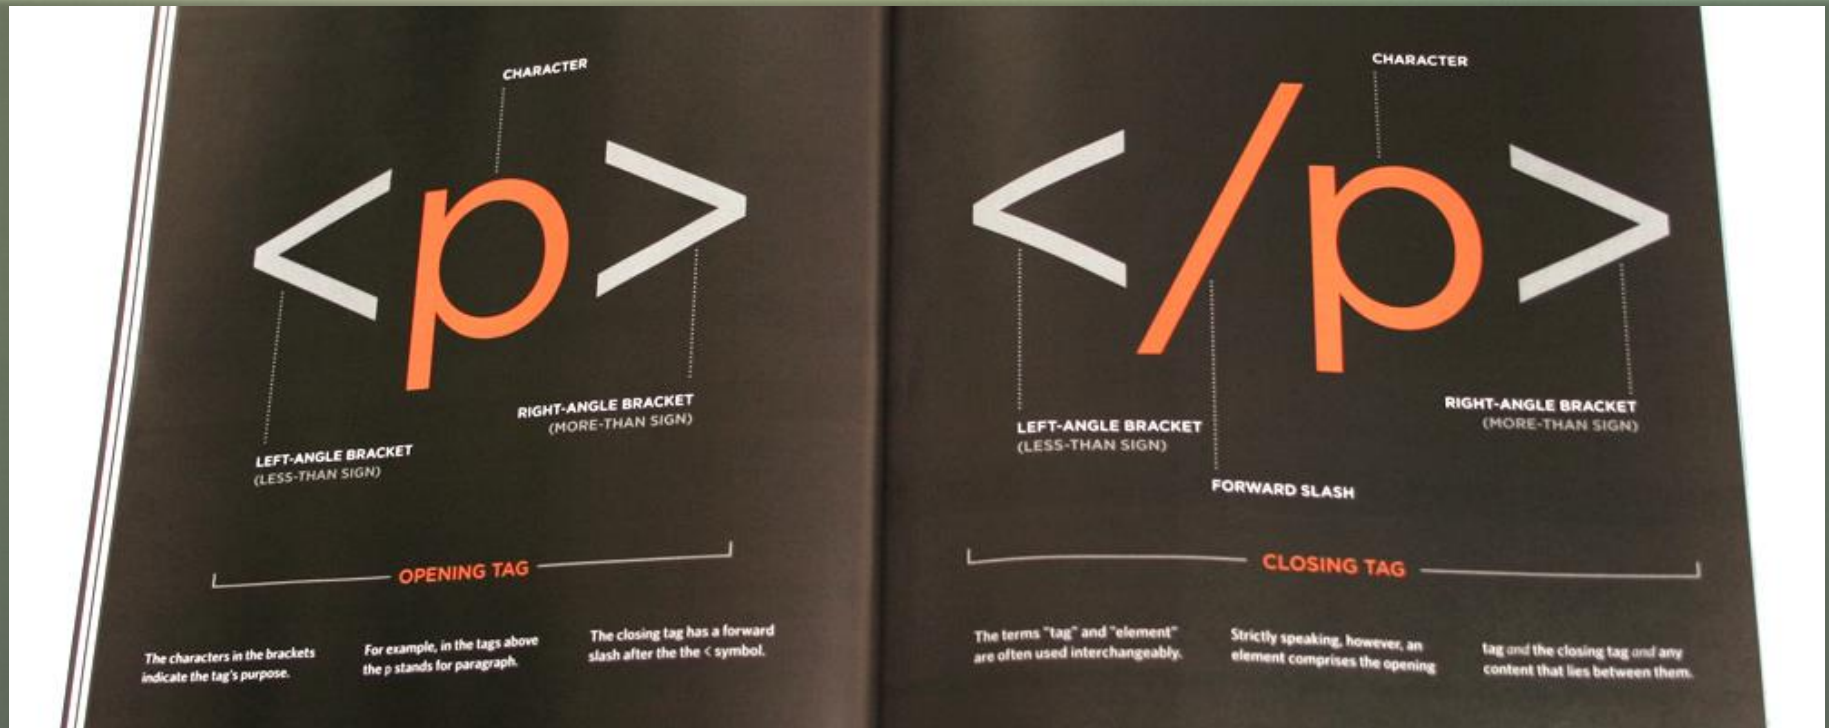 CHARACTER
<p>
RIGHT-ANGLE BRACKET
(MORE-THAN SIGN)
LEFT-ANGLE BRACKET
(LESS-THAN SIGN)
OPENING TAG
The characters in the brackets
indicate the tag's purpose.
For example, in the tags above
the p stands for paragraph.
The closing tag has a forward
slash after the the < symbol.
CHARACTER
</p>
RIGHT-ANGLE BRACKET
(MORE-THAN SIGN)
LEFT-ANGLE BRACKET
(LESS-THAN SIGN)
FORWARD SLASH
CLOSING TAG
The terms "tag" and "element"
are often used interchangeably.
Strictly speaking, however, an
element comprises the opening
tag and the closing tag and any
content that lies between them.